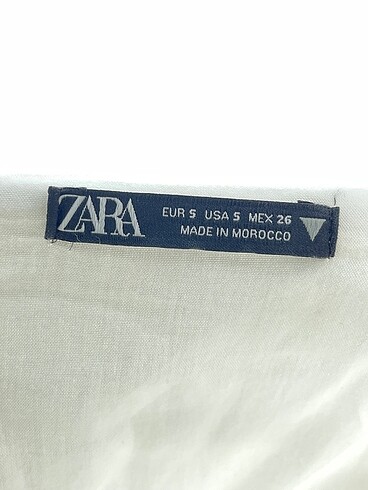 ZARA
EUR S USA S MEX 26
MADE IN MOROCCO